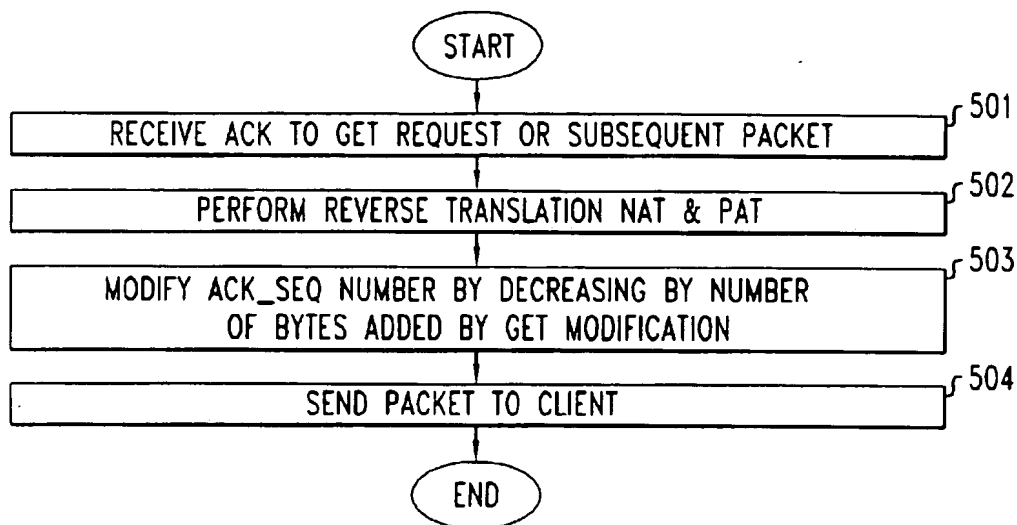 START
501
RECEIVE ACK TO GET REQUEST OR SUBSEQUENT PACKET
502
PERFORM REVERSE TRANSLATION NAT & PAT
503
MODIFY ACK_SEQ NUMBER BY DECREASING BY NUMBER
OF BYTES ADDED BY GET MODIFICATION
504
SEND PACKET TO CLIENT
END